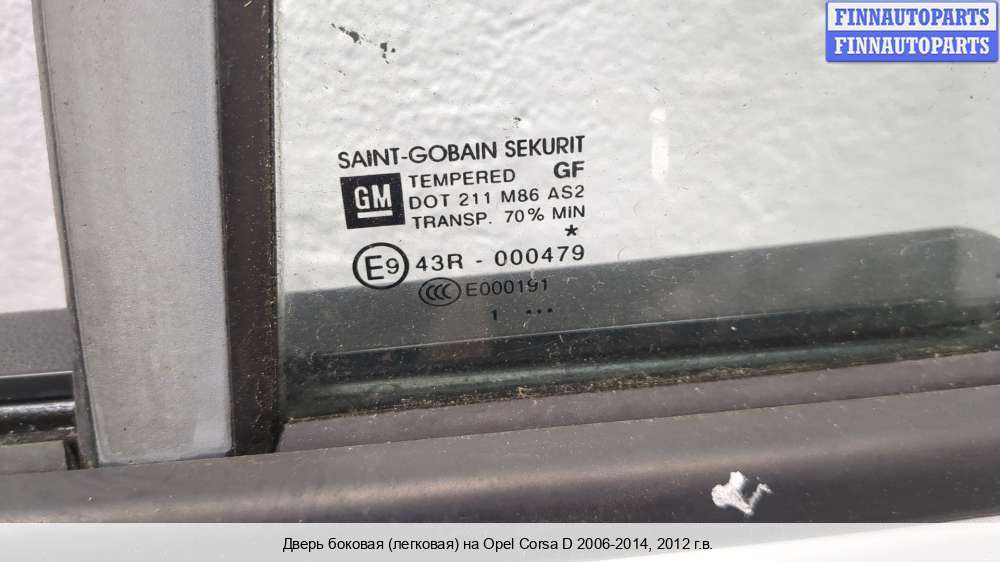 FINNAUTOPARTS
FINNAUTOPARTS
SAINT-GOBAIN SEKURIT
GM TEMPERED GF
DOT 211 M86 AS2
TRANSP. 70% MIN
*
E9 43R - 000479
CCC E000191
1 ...
Дверь боковая (легковая) на Opel Corsa D 2006-2014, 2012 г.в.